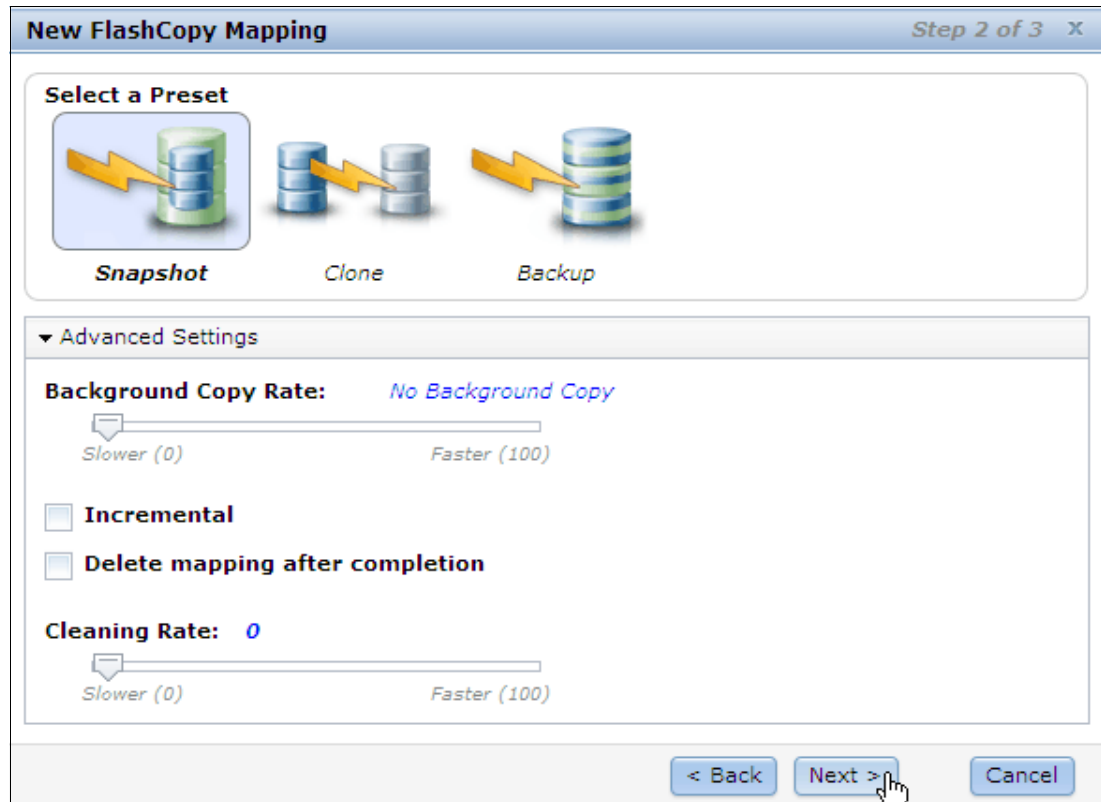 New FlashCopy Mapping Step 2 of 3 X
Select a Preset
Snapshot Clone Backup
Advanced Settings
Background Copy Rate: No Background Copy
Slower (0) Faster (100)
Incremental
Delete mapping after completion
Cleaning Rate: 0
Slower (0) Faster (100)
< Back Next > Cancel